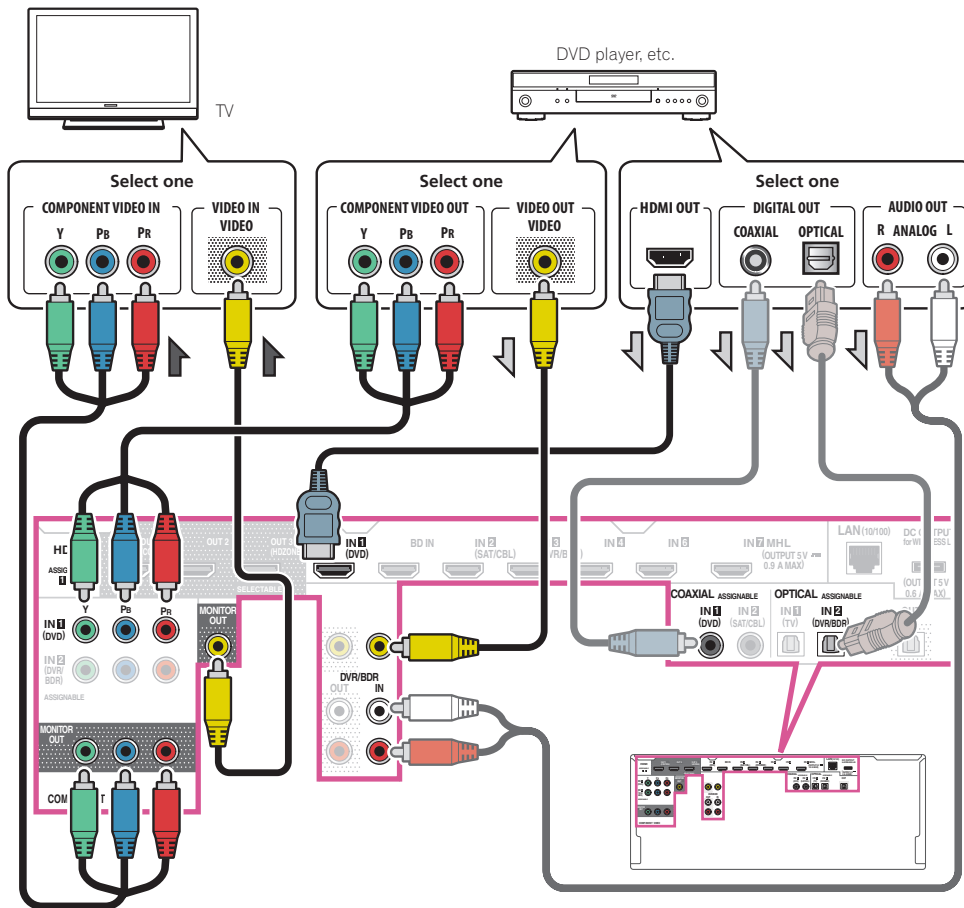 DVD player, etc.
TV
Select one
COMPONENT VIDEO IN
Y PB PR
VIDEO IN
VIDEO
Select one
COMPONENT VIDEO OUT
Y PB PR
VIDEO OUT
VIDEO
Select one
HDMI OUT
DIGITAL OUT
COAXIAL OPTICAL
AUDIO OUT
R ANALOG L
OUT 2
OUT 3
(HDZONE)
SELECTABLE
IN 1
(DVD)
BD IN
IN 2
(SAT/CBL)
IN 4
IN 6
IN 7 MHL
(OUTPUT 5 V
0.9 A MAX)
LAN (10/100)
1
Y PB PR
IN 1
(DVD)
IN 2
(DVR/
BDR)
ASSIGNABLE
MONITOR
OUT
MONITOR
OUT
DVR/BDR
OUT IN
COAXIAL ASSIGNABLE
IN 1
(DVD)
IN 2
(SAT/CBL)
OPTICAL ASSIGNABLE
IN 1
(TV)
IN 2
(DVR/BDR)